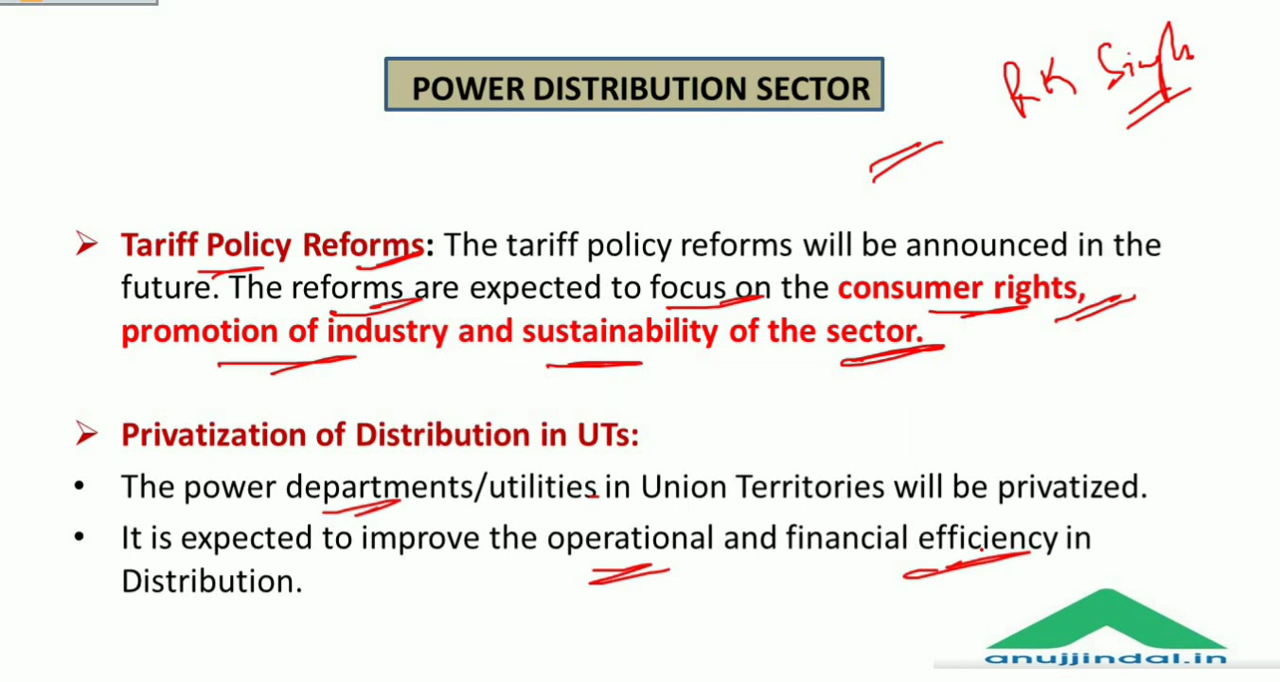 POWER DISTRIBUTION SECTOR
RK Singh
➢ Tariff Policy Reforms: The tariff policy reforms will be announced in the
future. The reforms are expected to focus on the consumer rights,
promotion of industry and sustainability of the sector.
➢ Privatization of Distribution in UTs:
• The power departments/utilities in Union Territories will be privatized.
• It is expected to improve the operational and financial efficiency in
Distribution.
anujjindal.in